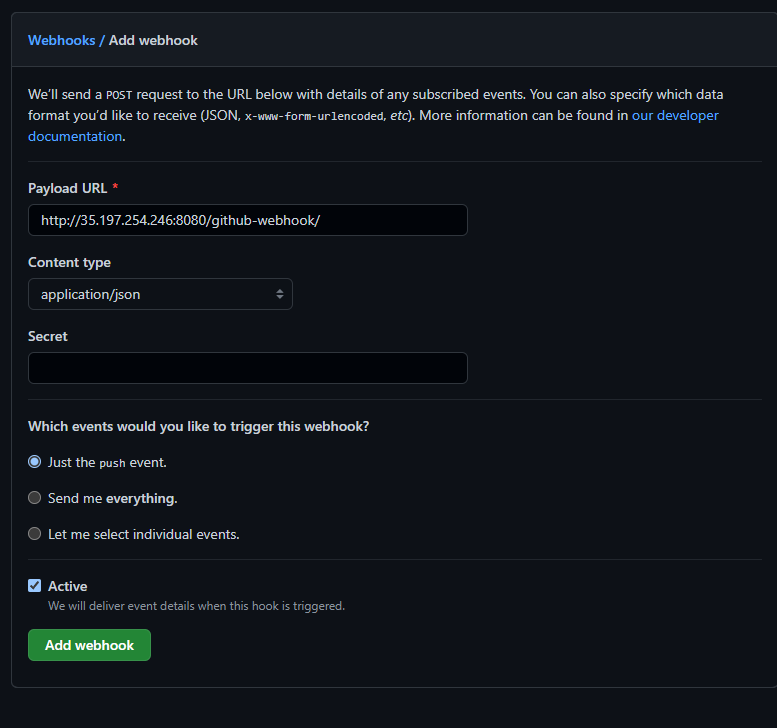 Webhooks / Add webhook
We'll send a POST request to the URL below with details of any subscribed events. You can also specify which data
format you'd like to receive (JSON, x-www-form-urlencoded, etc). More information can be found in our developer
documentation.
Payload URL *
http://35.197.254.246:8080/github-webhook/
Content type
application/json
Secret
Which events would you like to trigger this webhook?
Just the push event.
Send me everything.
Let me select individual events.
Active
We will deliver event details when this hook is triggered.
Add webhook